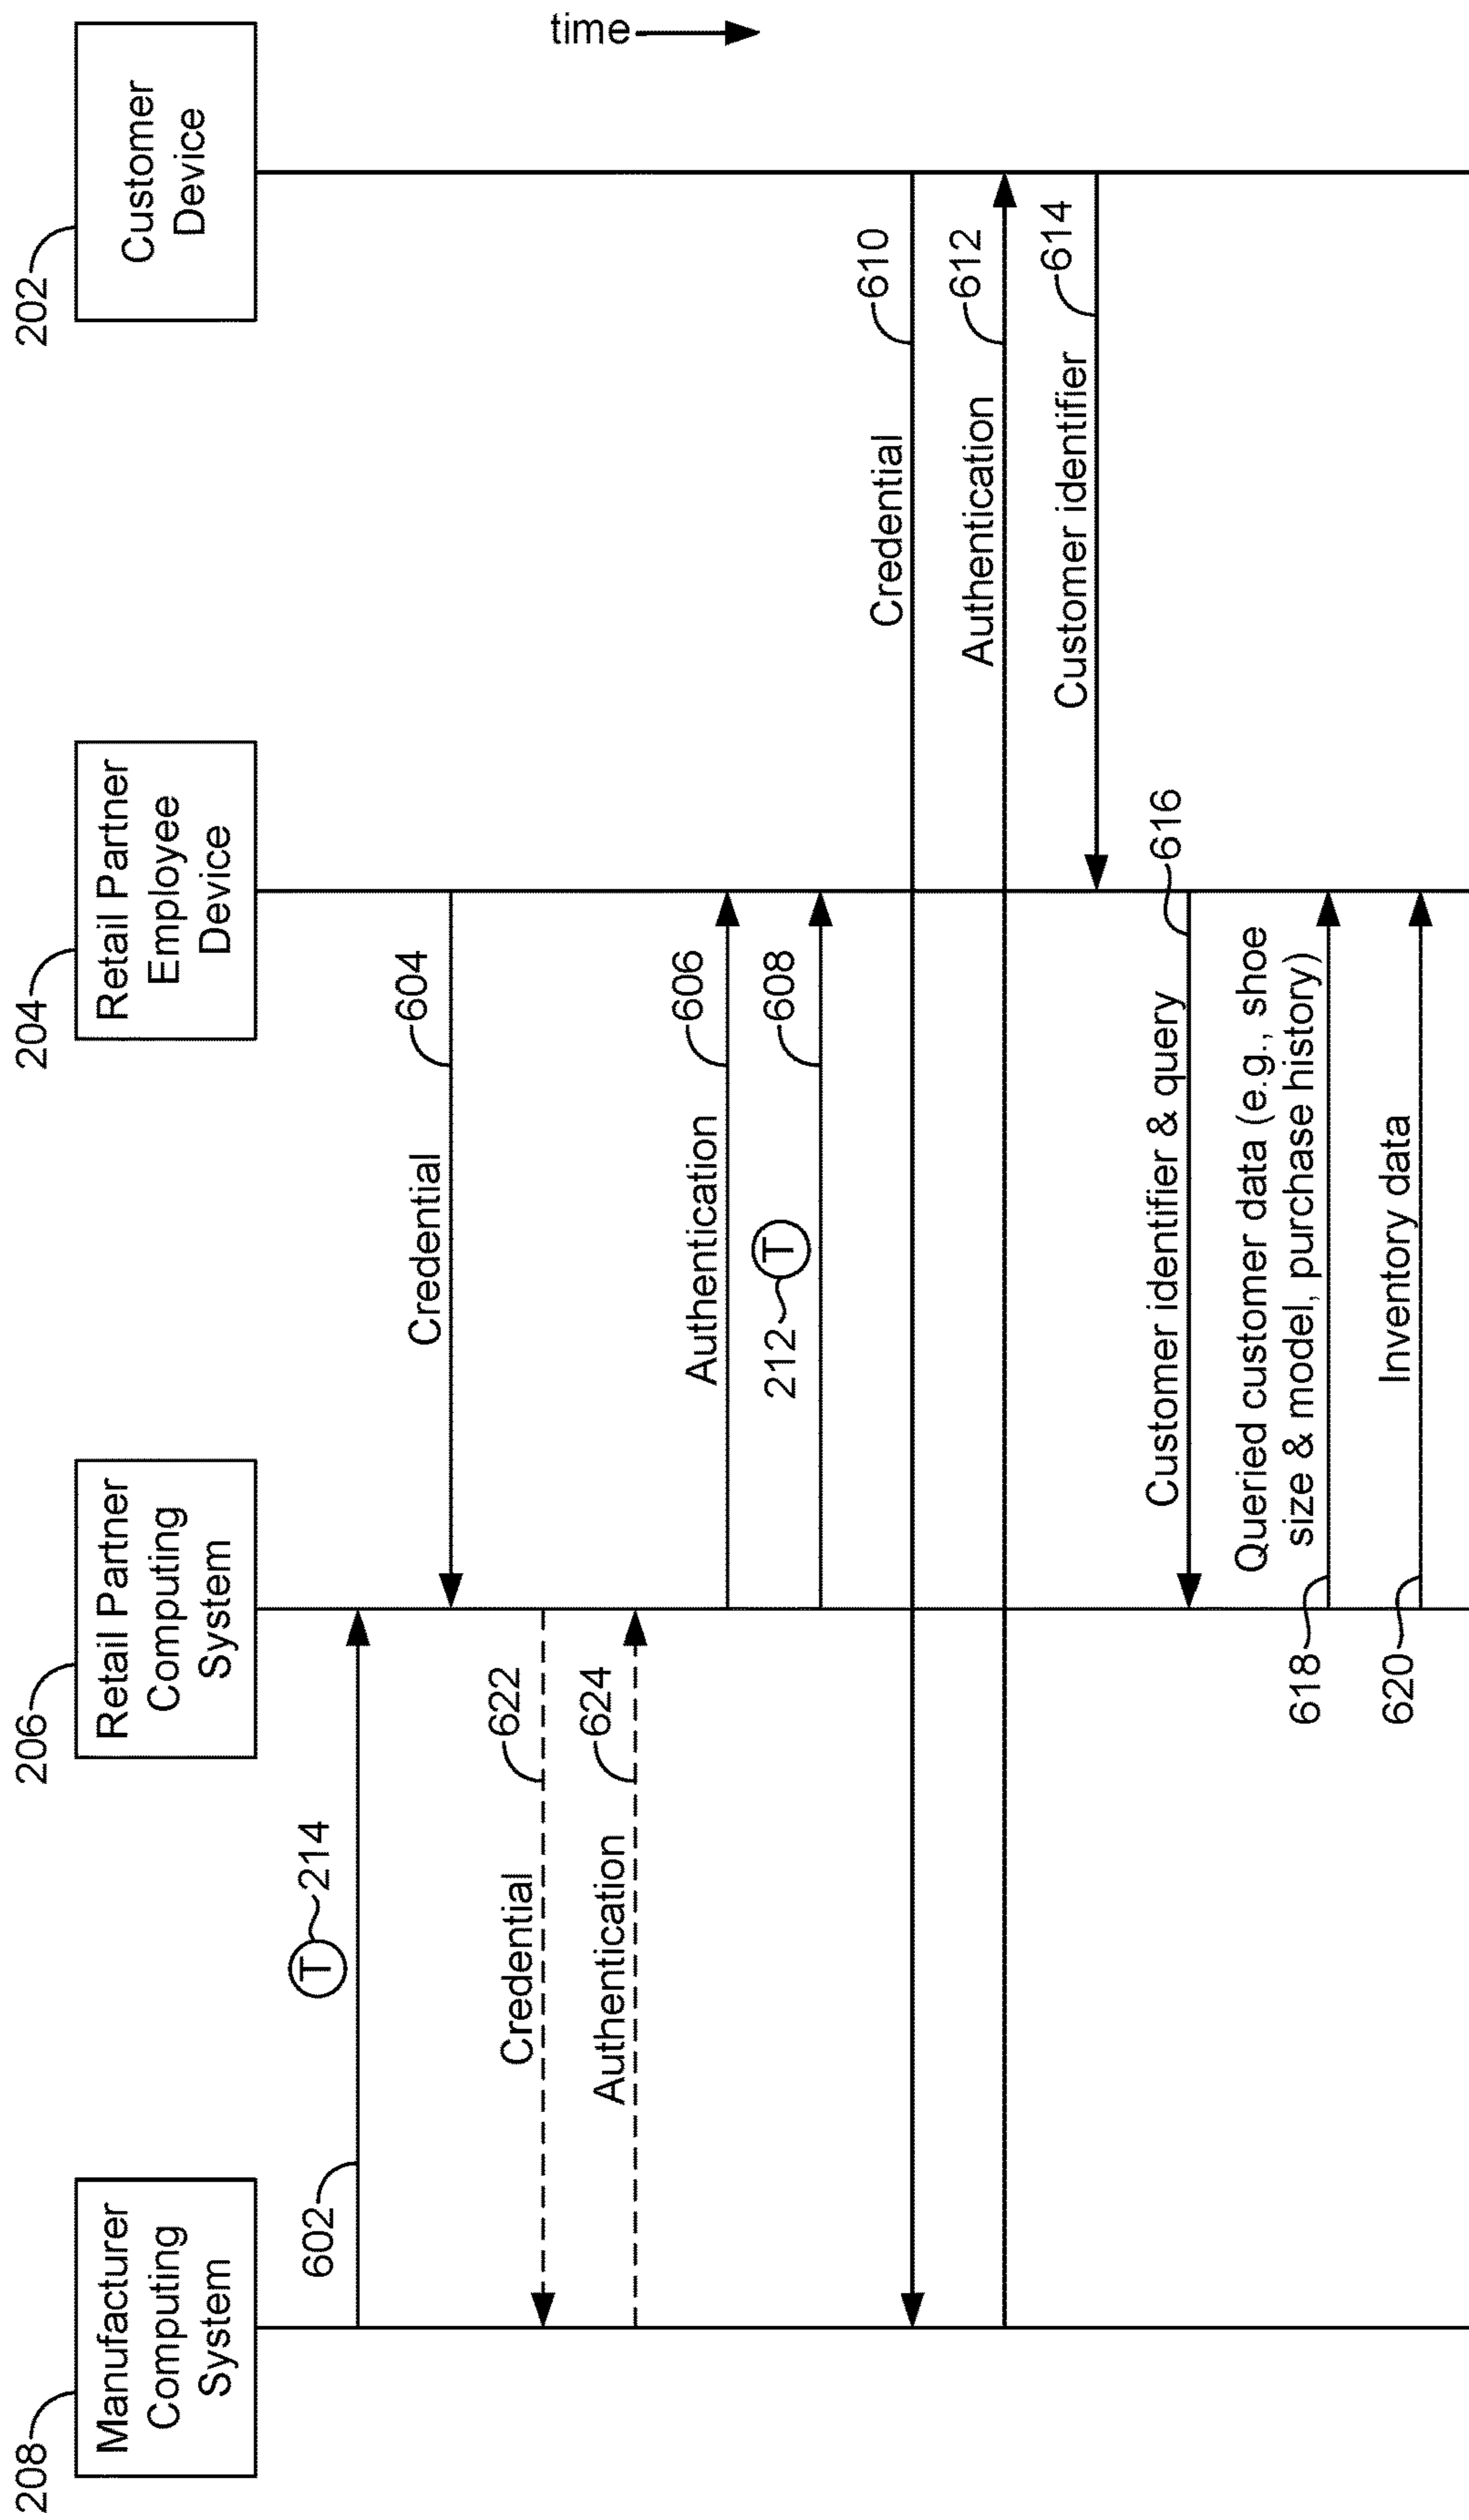 208
Manufacturer
Computing
System
206
Retail Partner
Computing
System
204
Retail Partner
Employee
Device
202
Customer
Device
time
602
T
214
Credential
604
Credential
622
Authentication
624
Authentication
606
212
T
608
Credential
610
Authentication
612
Customer identifier
614
Customer identifier & query
616
Queried customer data (e.g., shoe
size & model, purchase history)
618
Inventory data
620